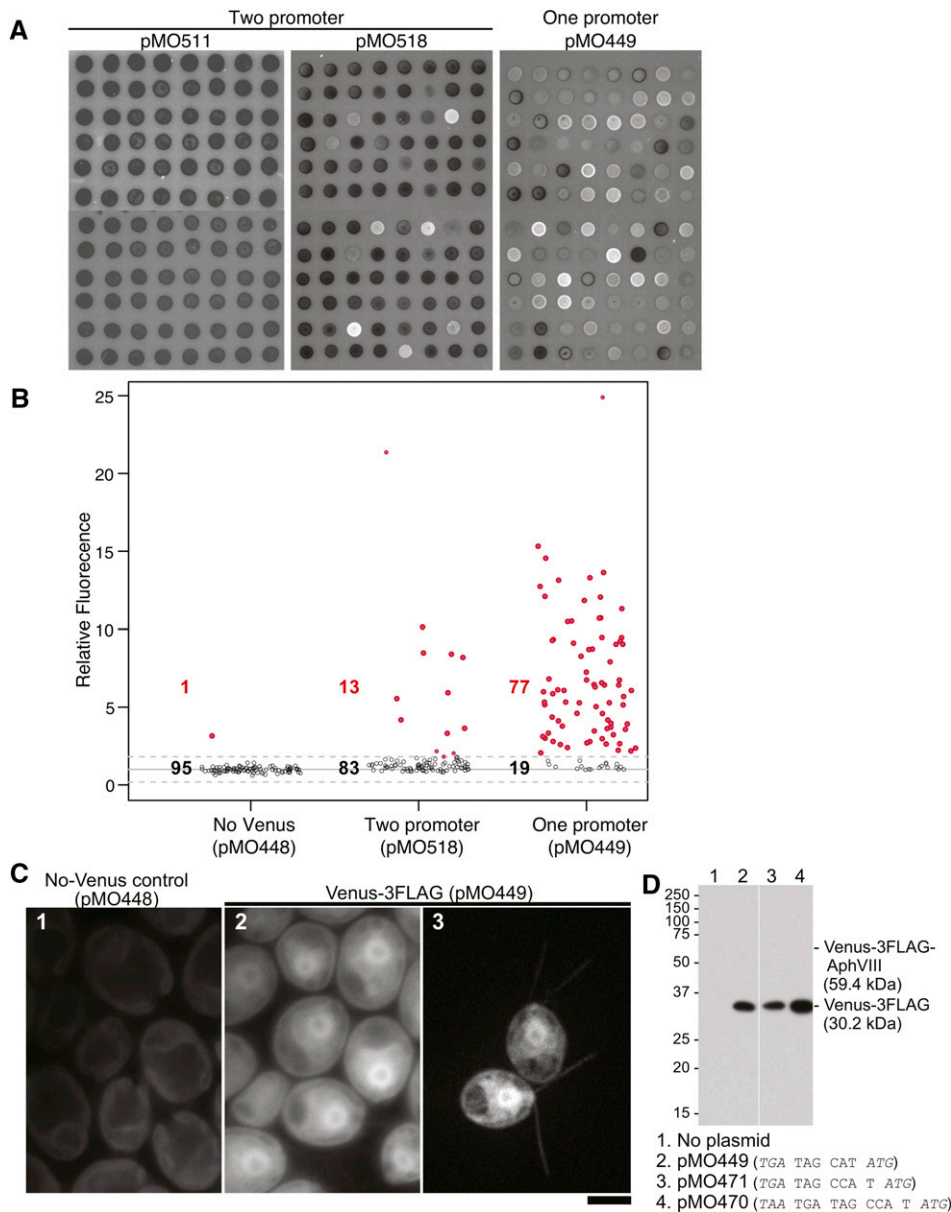 A
Two promoter
One promoter
pMO511
pMO518
pMO449
B
25
20
15
10
5
0
Relative Fluorecence
1
95
13
83
77
19
No Venus
(pMO448)
Two promoter
(pMO518)
One promoter
(pMO449)
C
No-Venus control
(pMO448)
Venus-3FLAG (pMO449)
1
2
3
D
1 2 3 4
250
150
100
75
50
37
25
20
15
Venus-3FLAG-
AphVIII
(59.4 kDa)
Venus-3FLAG
(30.2 kDa)
1. No plasmid
2. pMO449 (TGA TAG CAT ATG)
3. pMO471 (TGA TAG CCA T ATG)
4. pMO470 (TAA TGA TAG CCA T ATG)